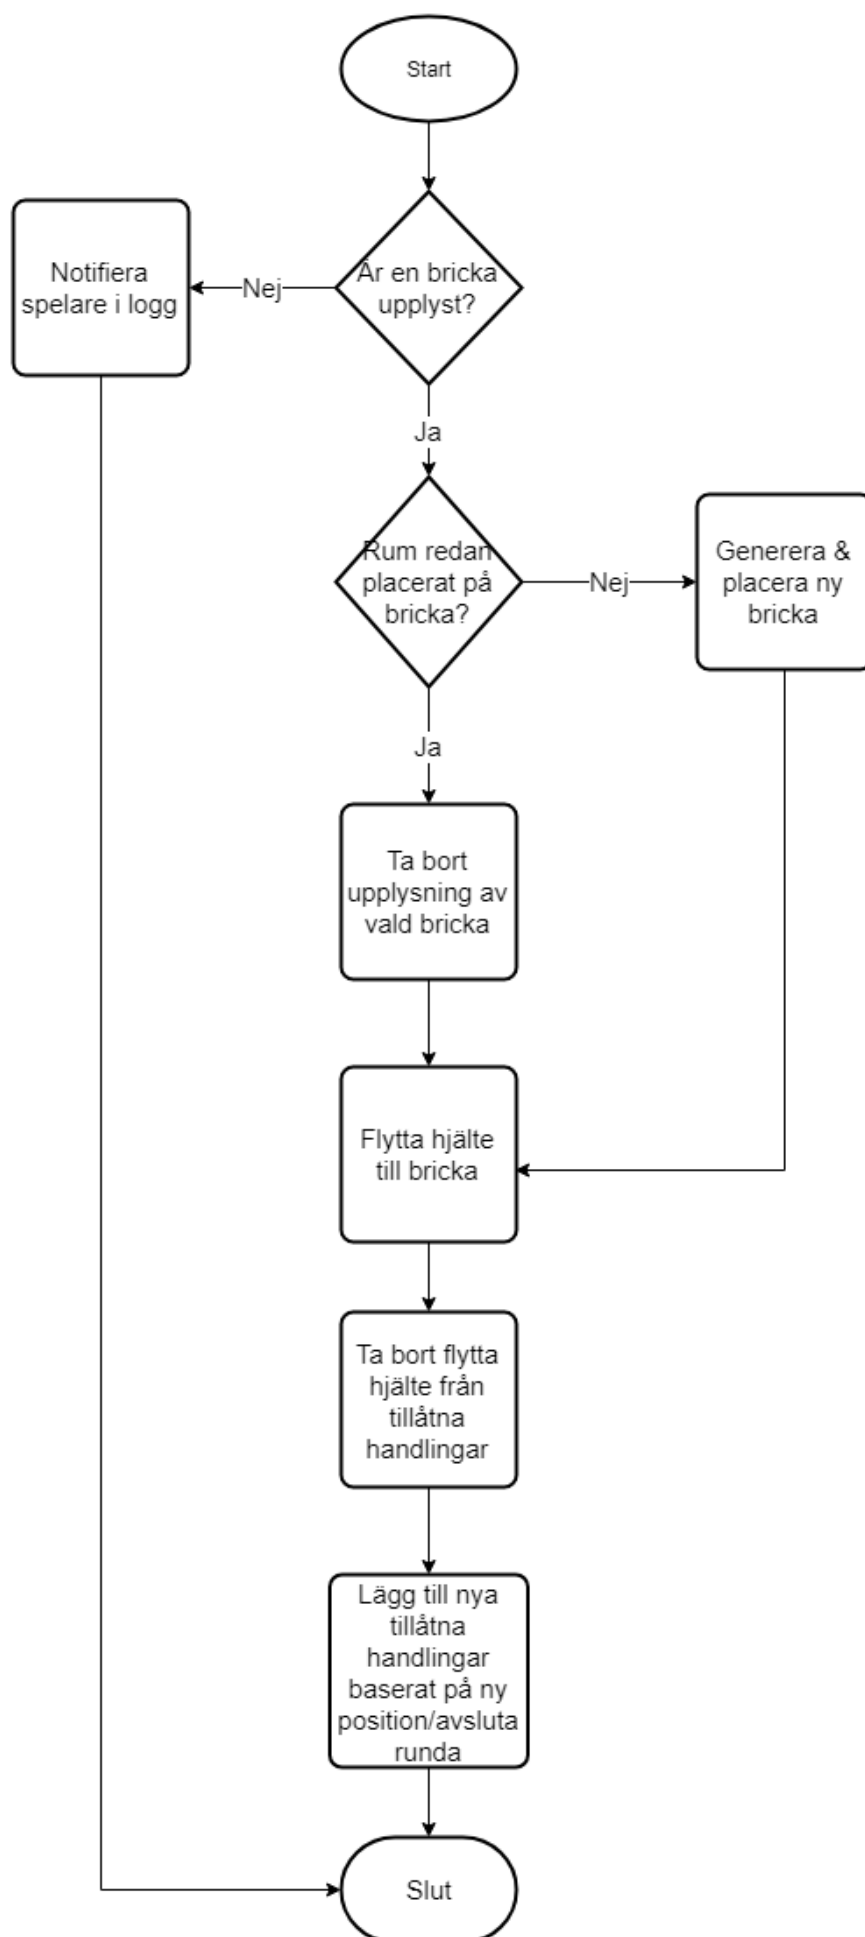 Start
Är en bricka
upplyst?
Nej
Notifiera
spelare i logg
Ja
Rum redan
placerat på
bricka?
Nej
Generera &
placera ny
bricka
Ja
Ta bort
upplysning av
vald bricka
Flytta hjälte
till bricka
Ta bort flytta
hjälte från
tillåtna
handlingar
Lägg till nya
tillåtna
handlingar
baserat på ny
position/avsluta
runda
Slut